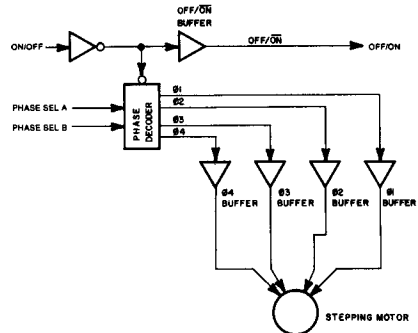 OFF/ON
BUFFER
ON/OFF
OFF/ON
OFF/ON
Ø1
Ø2
Ø3
Ø4
PHASE SEL A
PHASE SEL B
PHASE
DECODER
Ø4
BUFFER
Ø3
BUFFER
Ø2
BUFFER
Ø1
BUFFER
STEPPING MOTOR